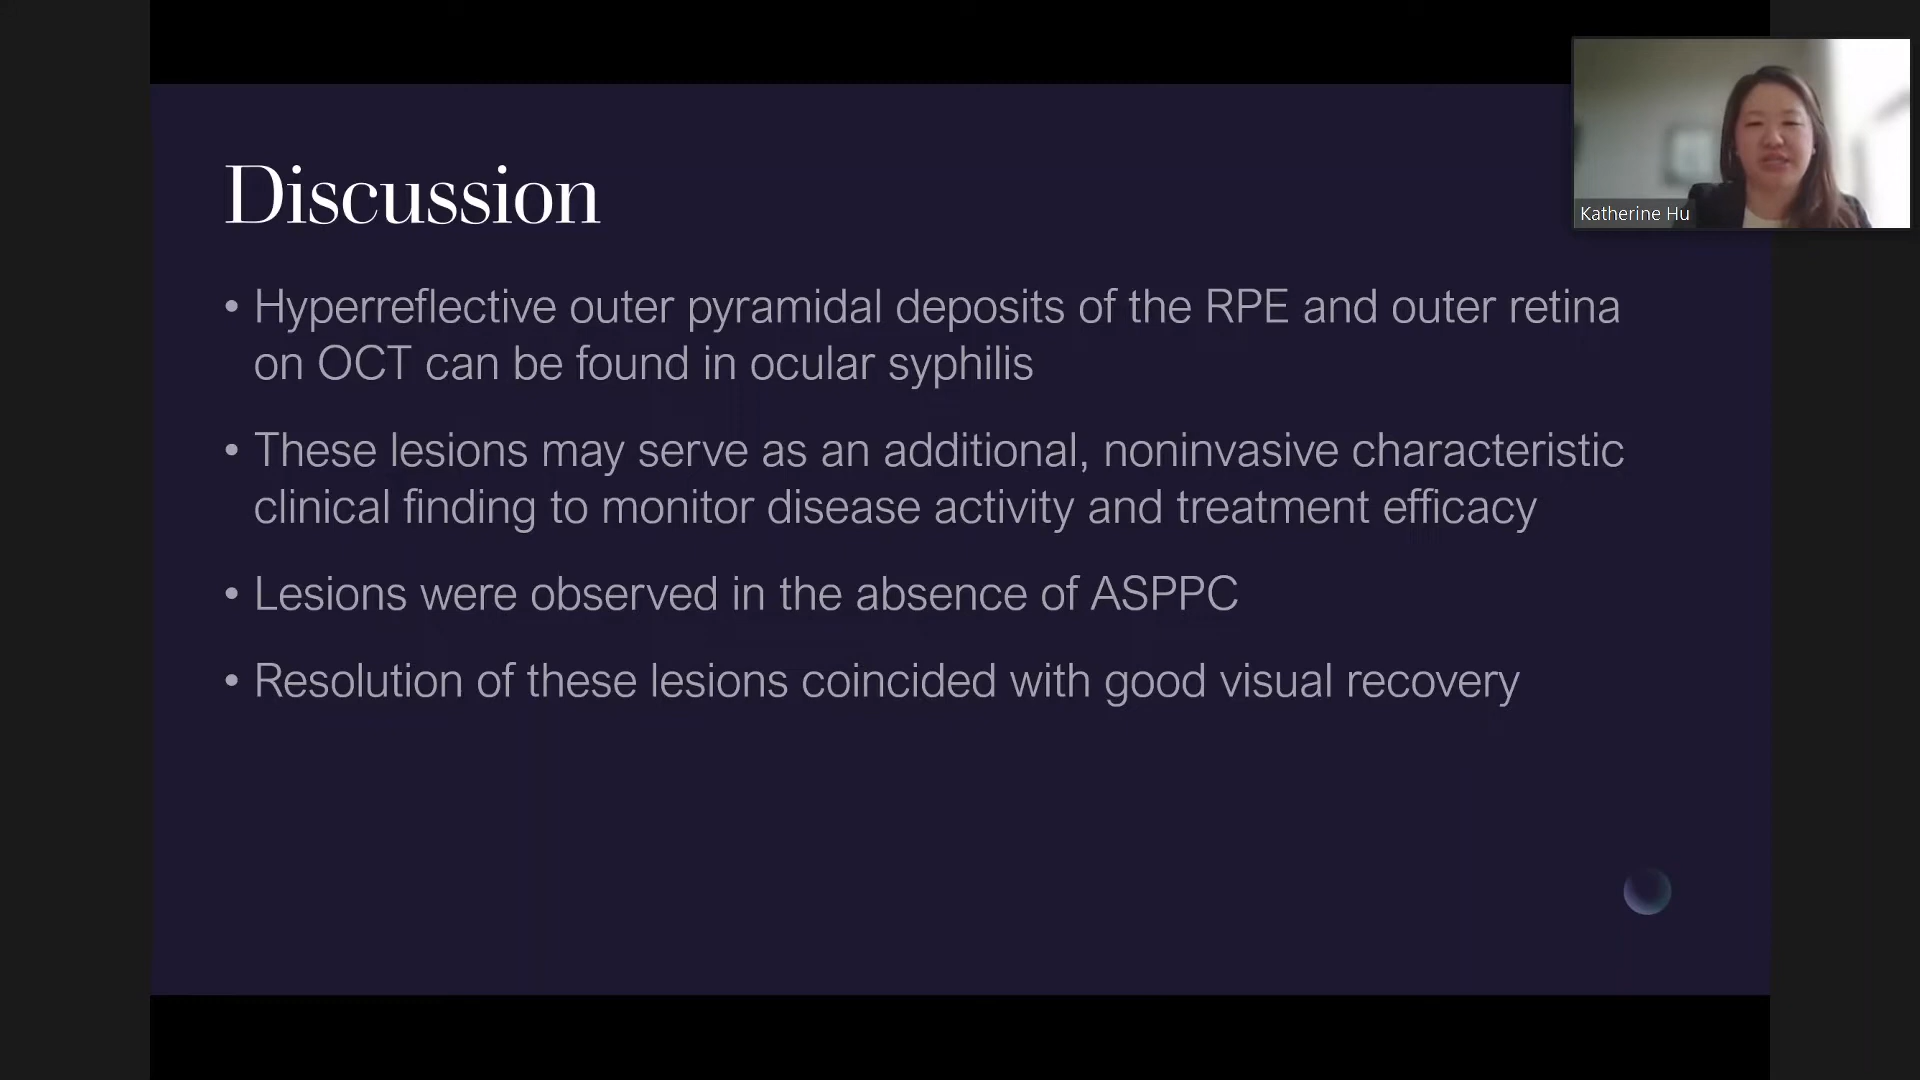 Discussion
• Hyperreflective outer pyramidal deposits of the RPE and outer retina
on OCT can be found in ocular syphilis
• These lesions may serve as an additional, noninvasive characteristic
clinical finding to monitor disease activity and treatment efficacy
• Lesions were observed in the absence of ASPPC
• Resolution of these lesions coincided with good visual recovery
Katherine Hu